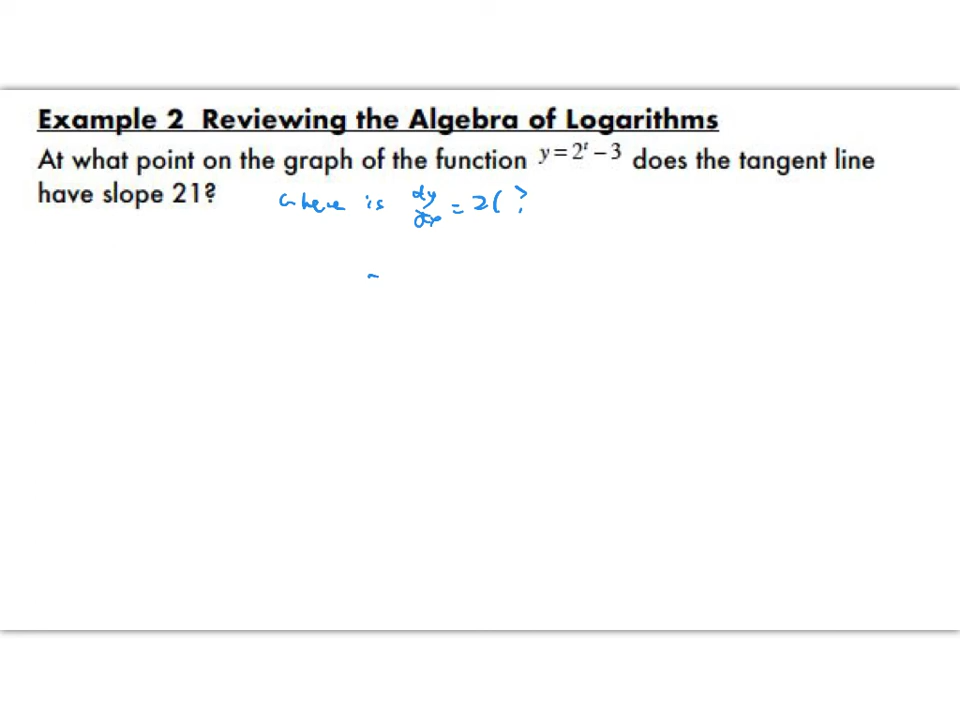 Example 2 Reviewing the Algebra of Logarithms
At what point on the graph of the function y = 2^t − 3 does the tangent line
have slope 21?
where is dy/dx = 21 ?